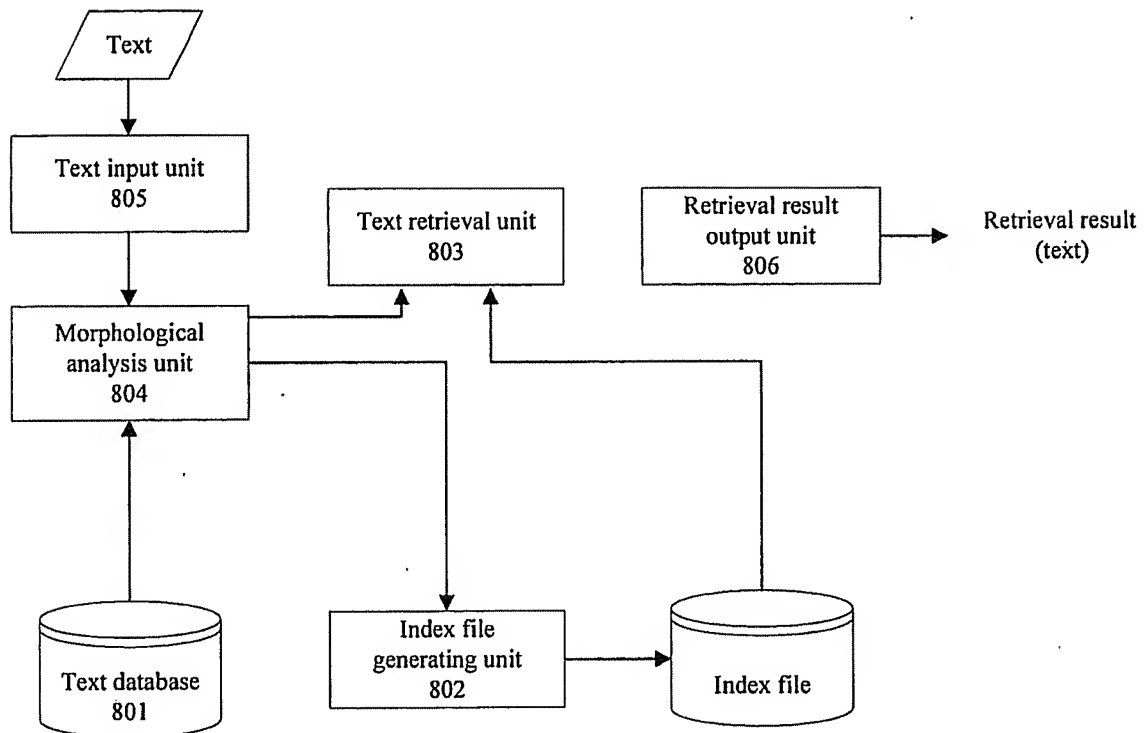 Text
Text input unit
805
Text retrieval unit
803
Retrieval result
output unit
806
Retrieval result
(text)
Morphological
analysis unit
804
Text database
801
Index file
generating unit
802
Index file